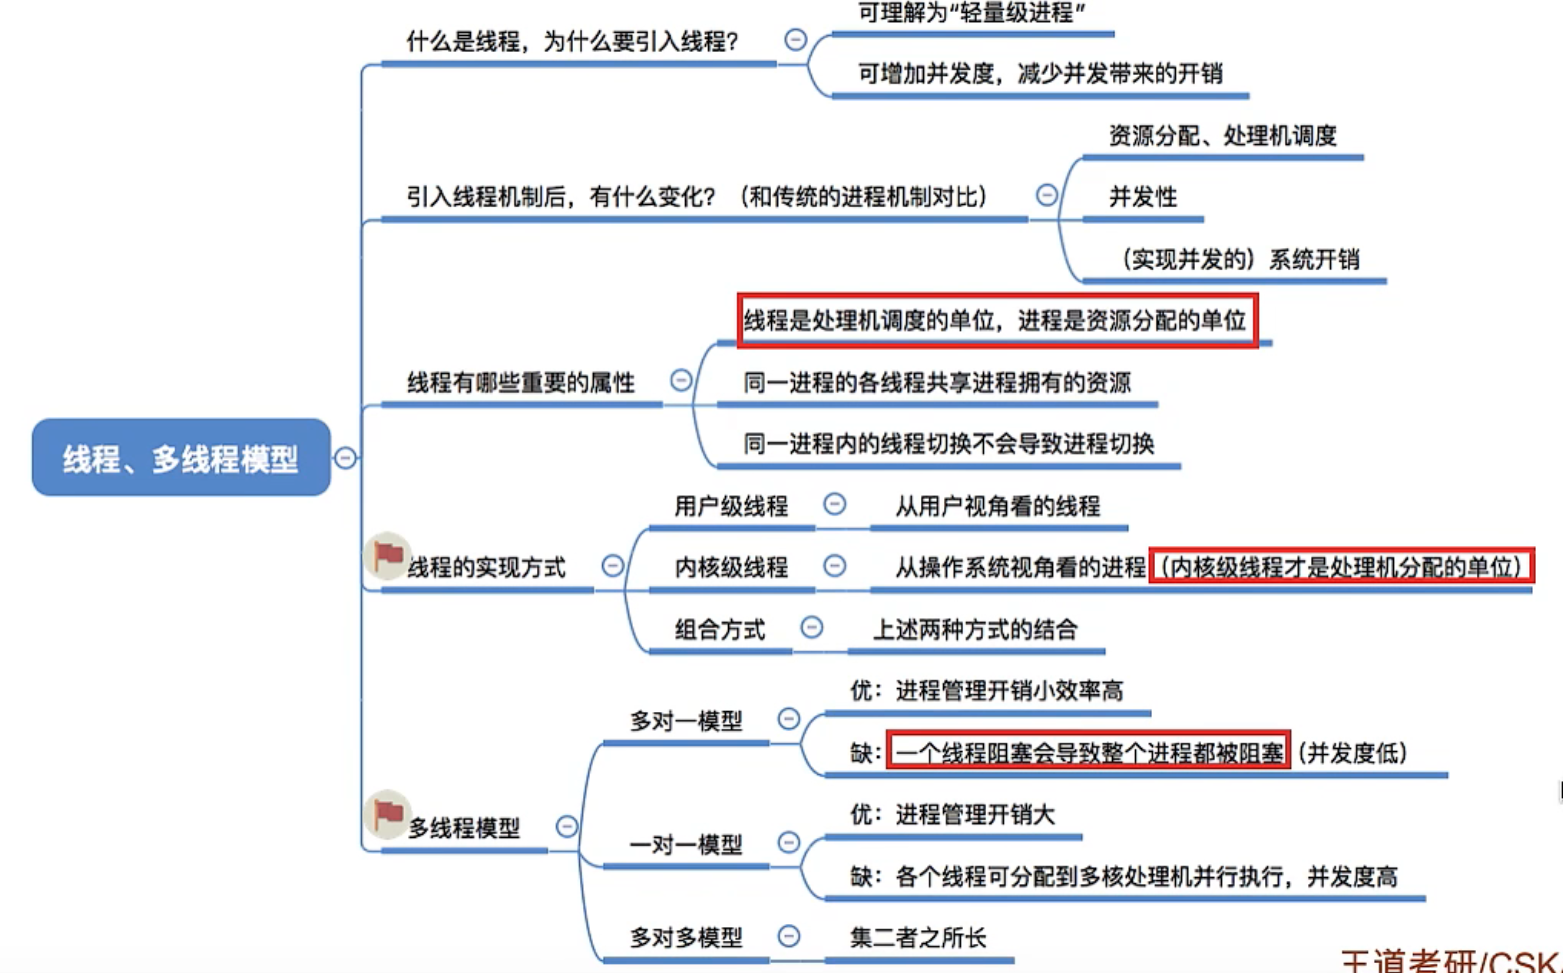 什么是线程，为什么要引入线程？
可理解为“轻量级进程”
可增加并发度，减少并发带来的开销
引入线程机制后，有什么变化？（和传统的进程机制对比）
资源分配、处理机调度
并发性
（实现并发的）系统开销
线程有哪些重要的属性
线程是处理机调度的单位，进程是资源分配的单位
同一进程的各线程共享进程拥有的资源
同一进程内的线程切换不会导致进程切换
线程、多线程模型
线程的实现方式
用户级线程
从用户视角看的线程
内核级线程
从操作系统视角看的进程（内核级线程才是处理机分配的单位）
组合方式
上述两种方式的结合
多线程模型
多对一模型
优：进程管理开销小效率高
缺：一个线程阻塞会导致整个进程都被阻塞（并发度低）
一对一模型
优：进程管理开销大
缺：各个线程可分配到多核处理机并行执行，并发度高
多对多模型
集二者之所长
王道考研/CSK